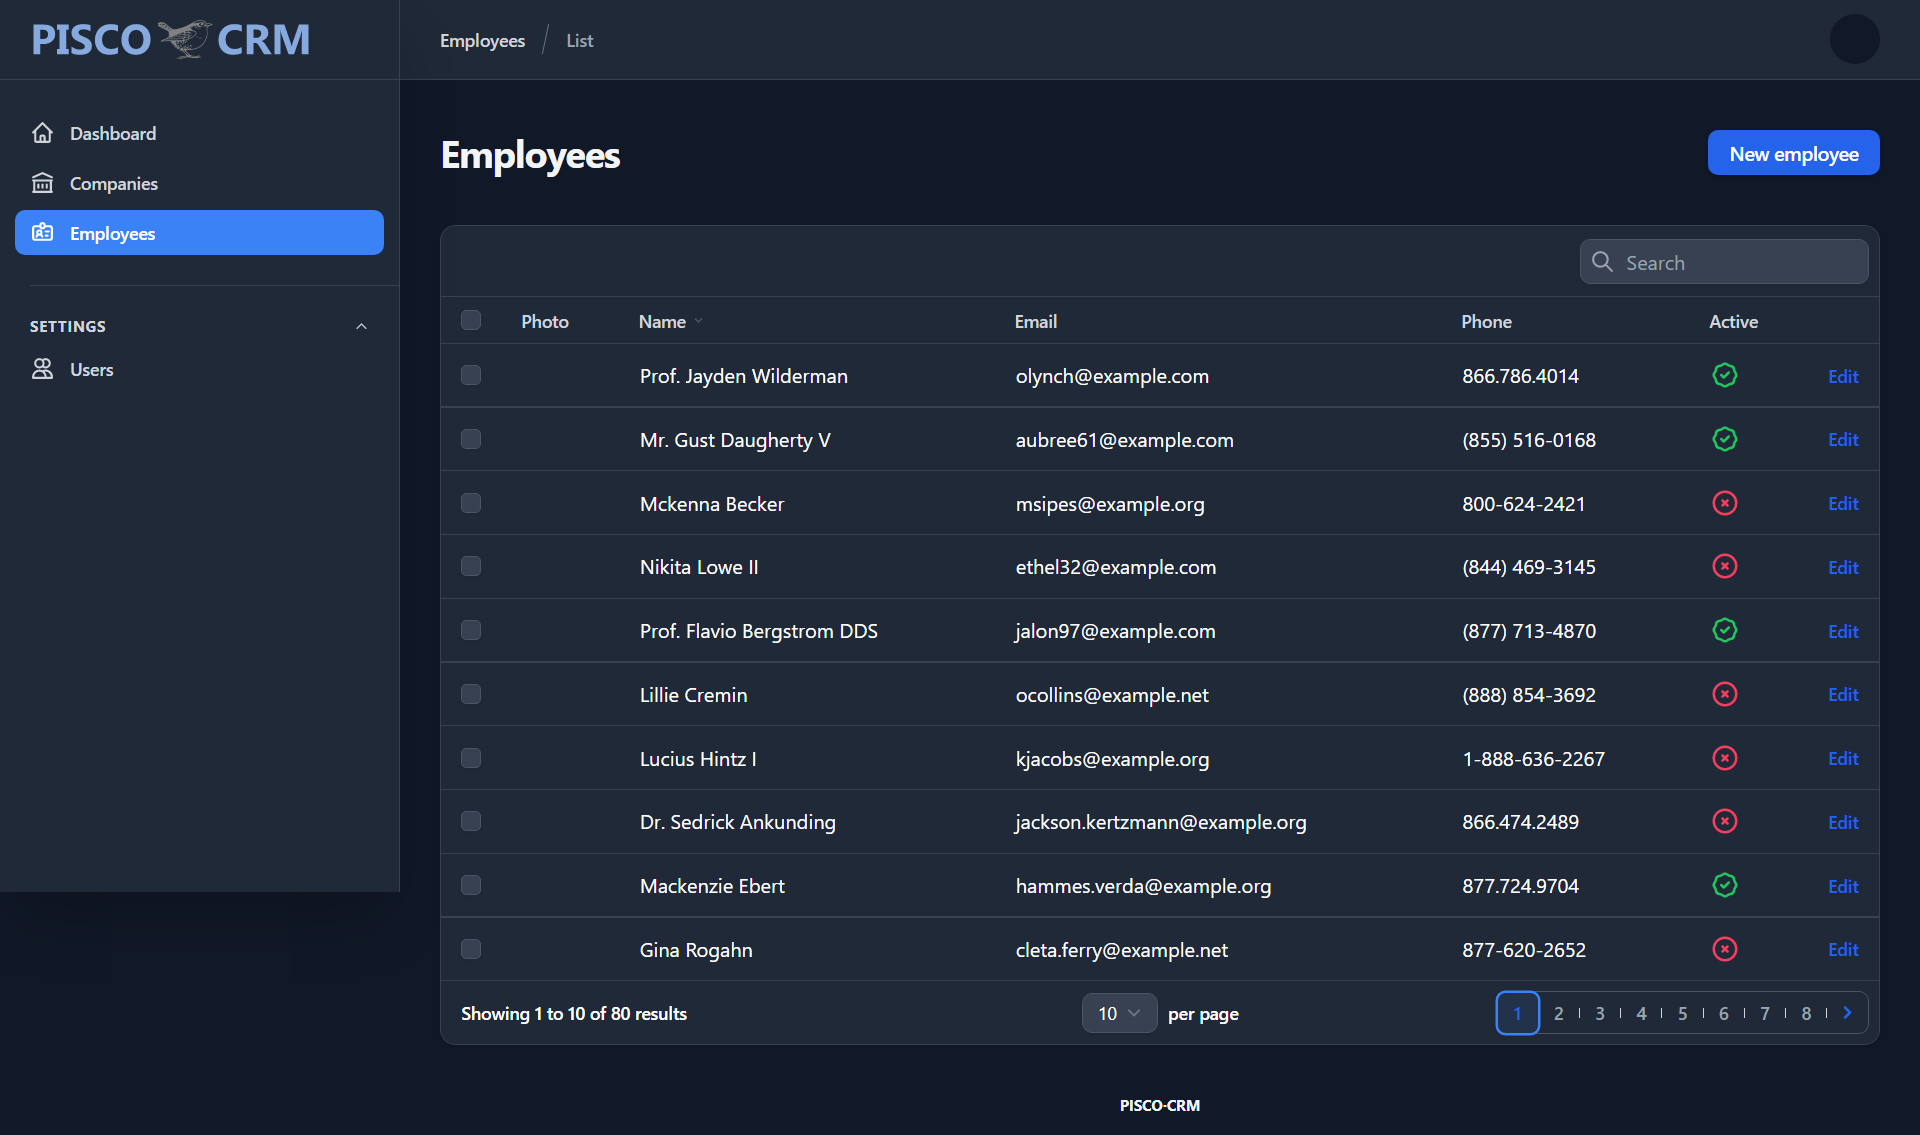 PISCO CRM
Employees / List
Dashboard
Companies
Employees
SETTINGS
Users
Employees
New employee
Search
Photo Name Email Phone Active
Prof. Jayden Wilderman olynch@example.com 866.786.4014 Edit
Mr. Gust Daugherty V aubree61@example.com (855) 516-0168 Edit
Mckenna Becker msipes@example.org 800-624-2421 Edit
Nikita Lowe II ethel32@example.com (844) 469-3145 Edit
Prof. Flavio Bergstrom DDS jalon97@example.com (877) 713-4870 Edit
Lillie Cremin ocollins@example.net (888) 854-3692 Edit
Lucius Hintz I kjacobs@example.org 1-888-636-2267 Edit
Dr. Sedrick Ankunding jackson.kertzmann@example.org 866.474.2489 Edit
Mackenzie Ebert hammes.verda@example.org 877.724.9704 Edit
Gina Rogahn cleta.ferry@example.net 877-620-2652 Edit
Showing 1 to 10 of 80 results 10 per page 1 2 3 4 5 6 7 8
PISCO-CRM